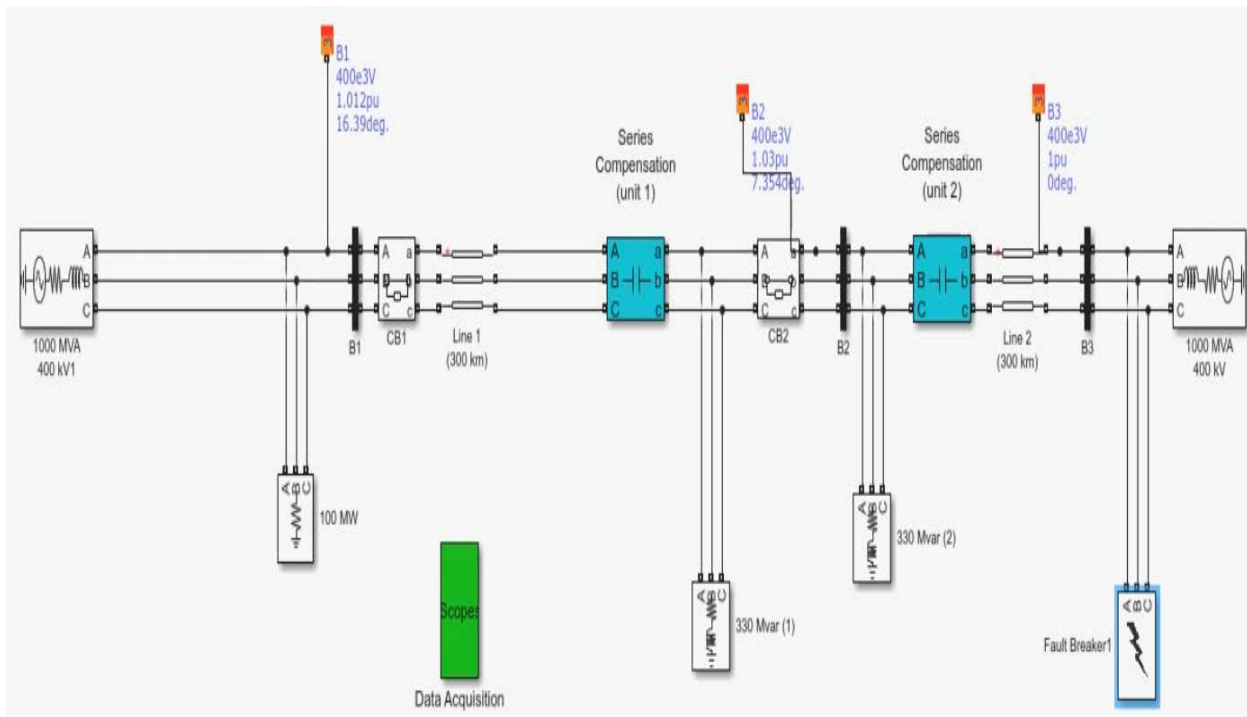 B1
400e3V
1.012pu
16.39deg.
B2
400e3V
1.03pu
7.354deg.
B3
400e3V
1pu
0deg.
Series
Compensation
(unit 1)
Series
Compensation
(unit 2)
A
B
C
1000 MVA
400 kV1
B1
A a
B b
C c
CB1
Line 1
(300 km)
A a
B b
C c
A a
B b
C c
CB2
B2
A a
B b
C c
Line 2
(300 km)
B3
A
B
C
1000 MVA
400 kV
A B C
100 MW
A B C
330 Mvar (1)
A B C
330 Mvar (2)
A B C
Fault Breaker1
Scopes
Data Acquisition